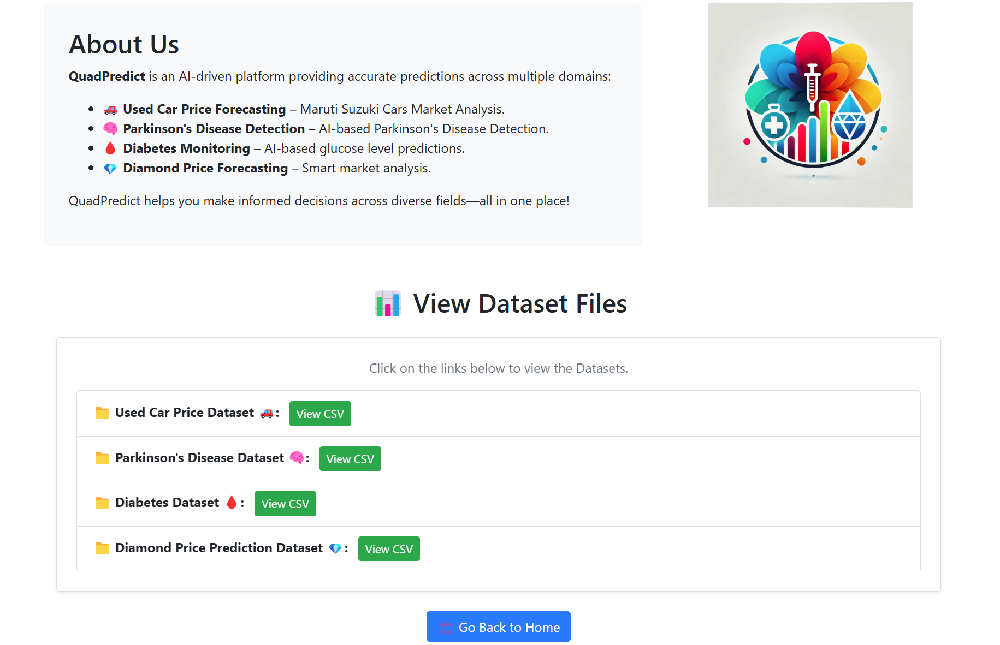 About Us
QuadPredict is an AI-driven platform providing accurate predictions across multiple domains:
• 🚗 Used Car Price Forecasting – Maruti Suzuki Cars Market Analysis.
• 🧠 Parkinson's Disease Detection – AI-based Parkinson's Disease Detection.
• 🩸 Diabetes Monitoring – AI-based glucose level predictions.
• 💎 Diamond Price Forecasting – Smart market analysis.
QuadPredict helps you make informed decisions across diverse fields—all in one place!
📊 View Dataset Files
Click on the links below to view the Datasets.
📁 Used Car Price Dataset 🚗: View CSV
📁 Parkinson's Disease Dataset 🧠: View CSV
📁 Diabetes Dataset 🩸: View CSV
📁 Diamond Price Prediction Dataset 💎: View CSV
🔙 Go Back to Home